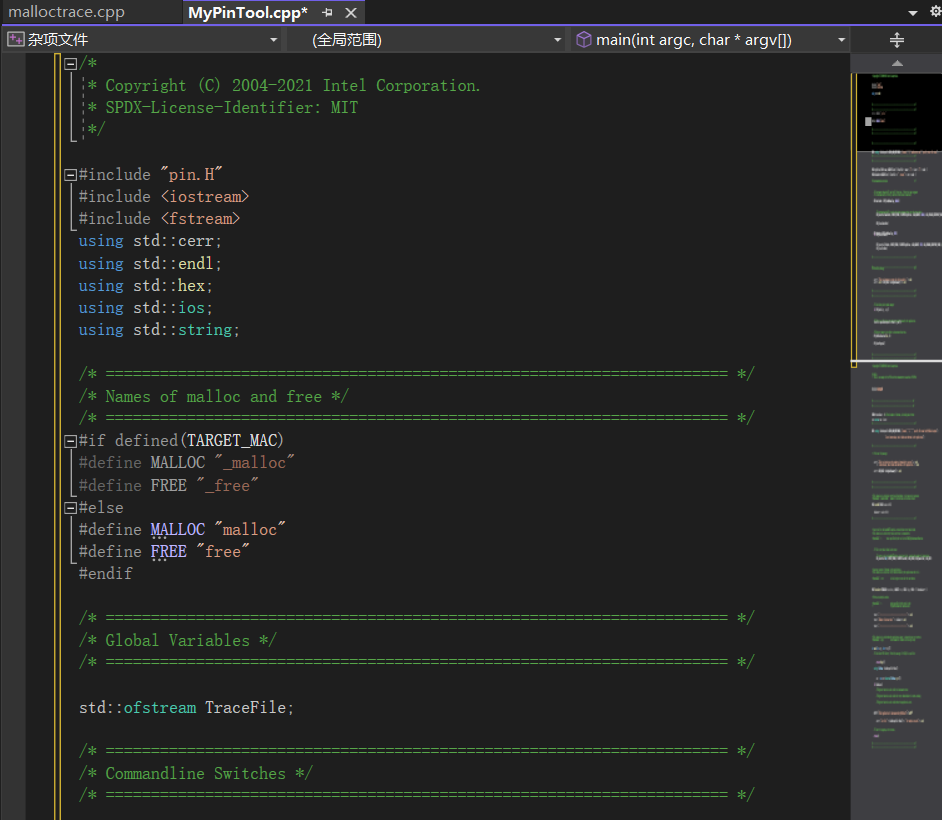 malloctrace.cpp
MyPinTool.cpp*
杂项文件
(全局范围)
main(int argc, char * argv[])
/*
* Copyright (C) 2004-2021 Intel Corporation.
* SPDX-License-Identifier: MIT
*/
#include "pin.H"
#include <iostream>
#include <fstream>
using std::cerr;
using std::endl;
using std::hex;
using std::ios;
using std::string;
/* ===================================================================== */
/* Names of malloc and free */
/* ===================================================================== */
#if defined(TARGET_MAC)
#define MALLOC "_malloc"
#define FREE "_free"
#else
#define MALLOC "malloc"
#define FREE "free"
#endif
/* ===================================================================== */
/* Global Variables */
/* ===================================================================== */
std::ofstream TraceFile;
/* ===================================================================== */
/* Commandline Switches */
/* ===================================================================== */